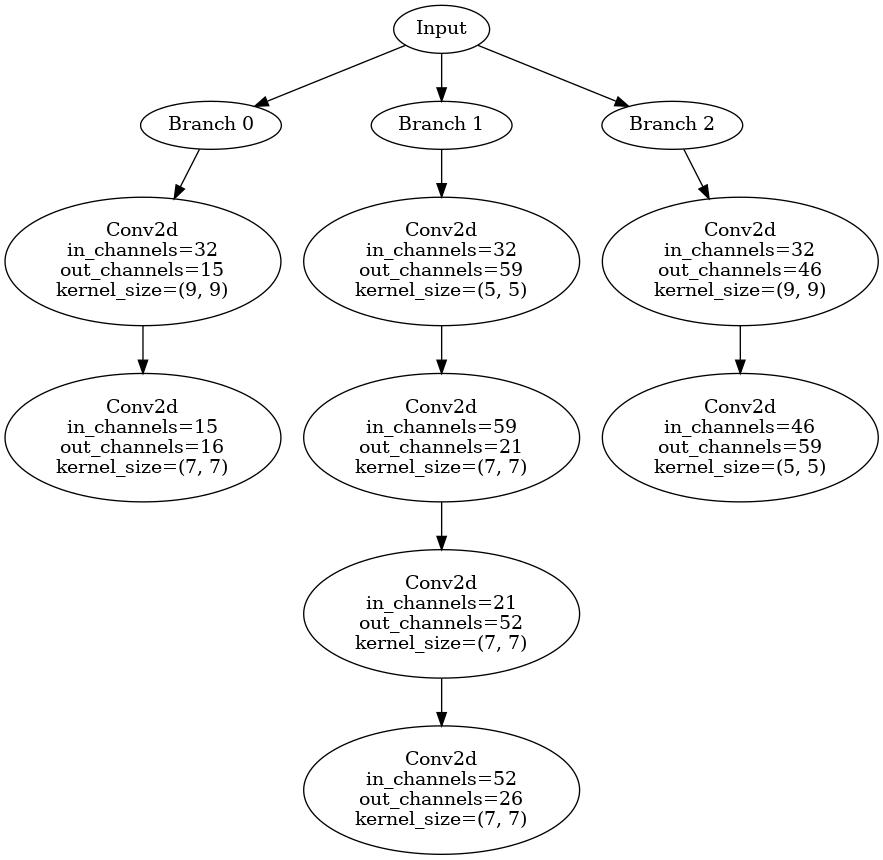 Input
Branch 0
Branch 1
Branch 2
Conv2d
in_channels=32
out_channels=15
kernel_size=(9, 9)
Conv2d
in_channels=32
out_channels=59
kernel_size=(5, 5)
Conv2d
in_channels=32
out_channels=46
kernel_size=(9, 9)
Conv2d
in_channels=15
out_channels=16
kernel_size=(7, 7)
Conv2d
in_channels=59
out_channels=21
kernel_size=(7, 7)
Conv2d
in_channels=46
out_channels=59
kernel_size=(5, 5)
Conv2d
in_channels=21
out_channels=52
kernel_size=(7, 7)
Conv2d
in_channels=52
out_channels=26
kernel_size=(7, 7)